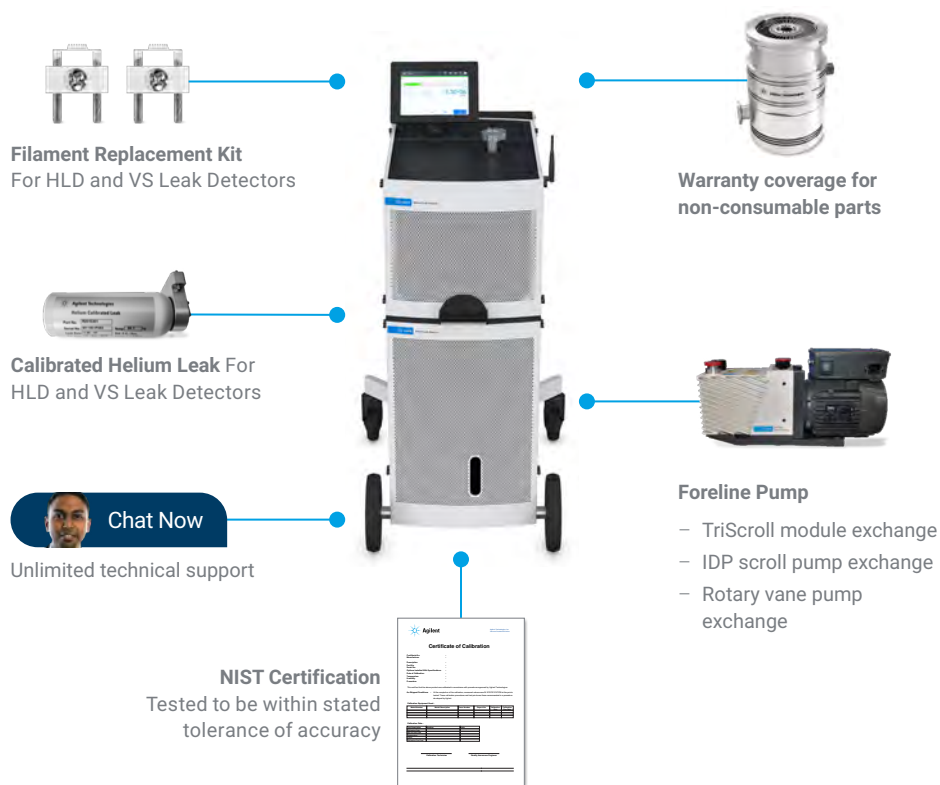 Filament Replacement Kit
For HLD and VS Leak Detectors
Warranty coverage for
non-consumable parts
Agilent Technologies
Helium Calibrated Leak
Calibrated Helium Leak For
HLD and VS Leak Detectors
Foreline Pump
– TriScroll module exchange
– IDP scroll pump exchange
– Rotary vane pump
exchange
Chat Now
Unlimited technical support
NIST Certification
Tested to be within stated
tolerance of accuracy
Agilent
Certificate of Calibration